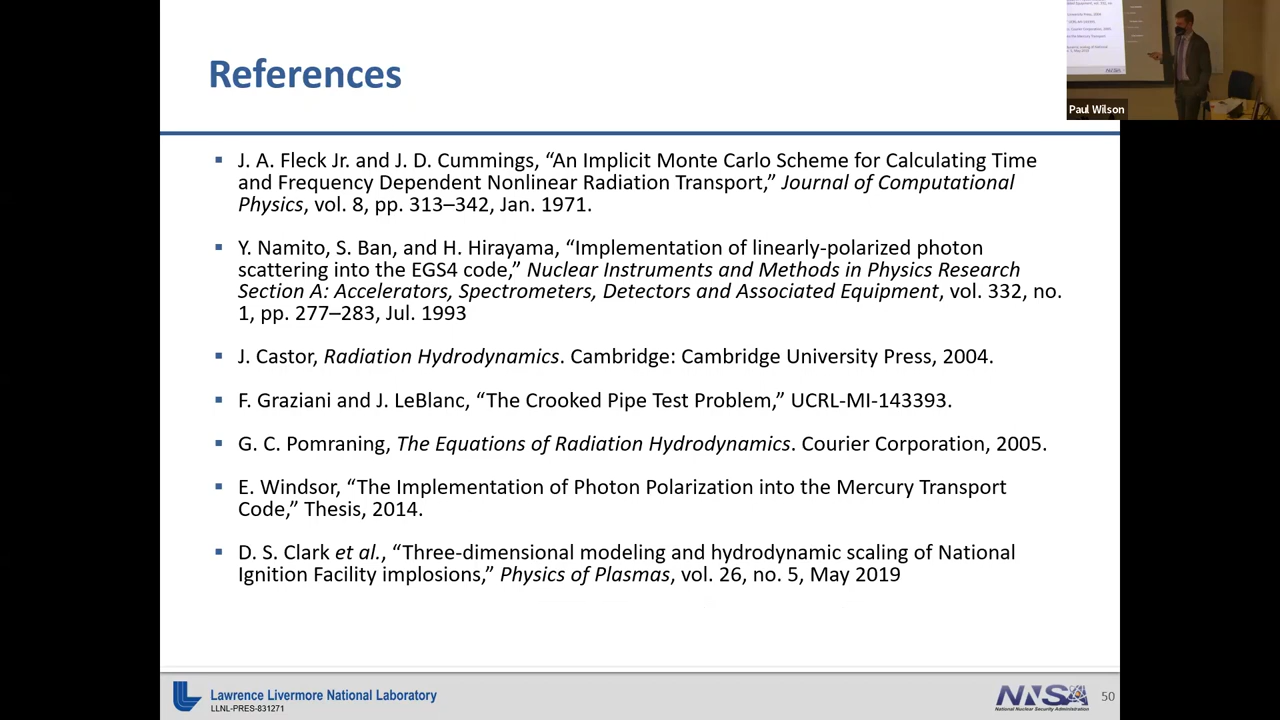 References
▪ J. A. Fleck Jr. and J. D. Cummings, “An Implicit Monte Carlo Scheme for Calculating Time
and Frequency Dependent Nonlinear Radiation Transport,” Journal of Computational
Physics, vol. 8, pp. 313–342, Jan. 1971.
▪ Y. Namito, S. Ban, and H. Hirayama, “Implementation of linearly-polarized photon
scattering into the EGS4 code,” Nuclear Instruments and Methods in Physics Research
Section A: Accelerators, Spectrometers, Detectors and Associated Equipment, vol. 332, no.
1, pp. 277–283, Jul. 1993
▪ J. Castor, Radiation Hydrodynamics. Cambridge: Cambridge University Press, 2004.
▪ F. Graziani and J. LeBlanc, “The Crooked Pipe Test Problem,” UCRL-MI-143393.
▪ G. C. Pomraning, The Equations of Radiation Hydrodynamics. Courier Corporation, 2005.
▪ E. Windsor, “The Implementation of Photon Polarization into the Mercury Transport
Code,” Thesis, 2014.
▪ D. S. Clark et al., “Three-dimensional modeling and hydrodynamic scaling of National
Ignition Facility implosions,” Physics of Plasmas, vol. 26, no. 5, May 2019
Paul Wilson
Lawrence Livermore National Laboratory
LLNL-PRES-831271
NNSA
National Nuclear Security Administration
50